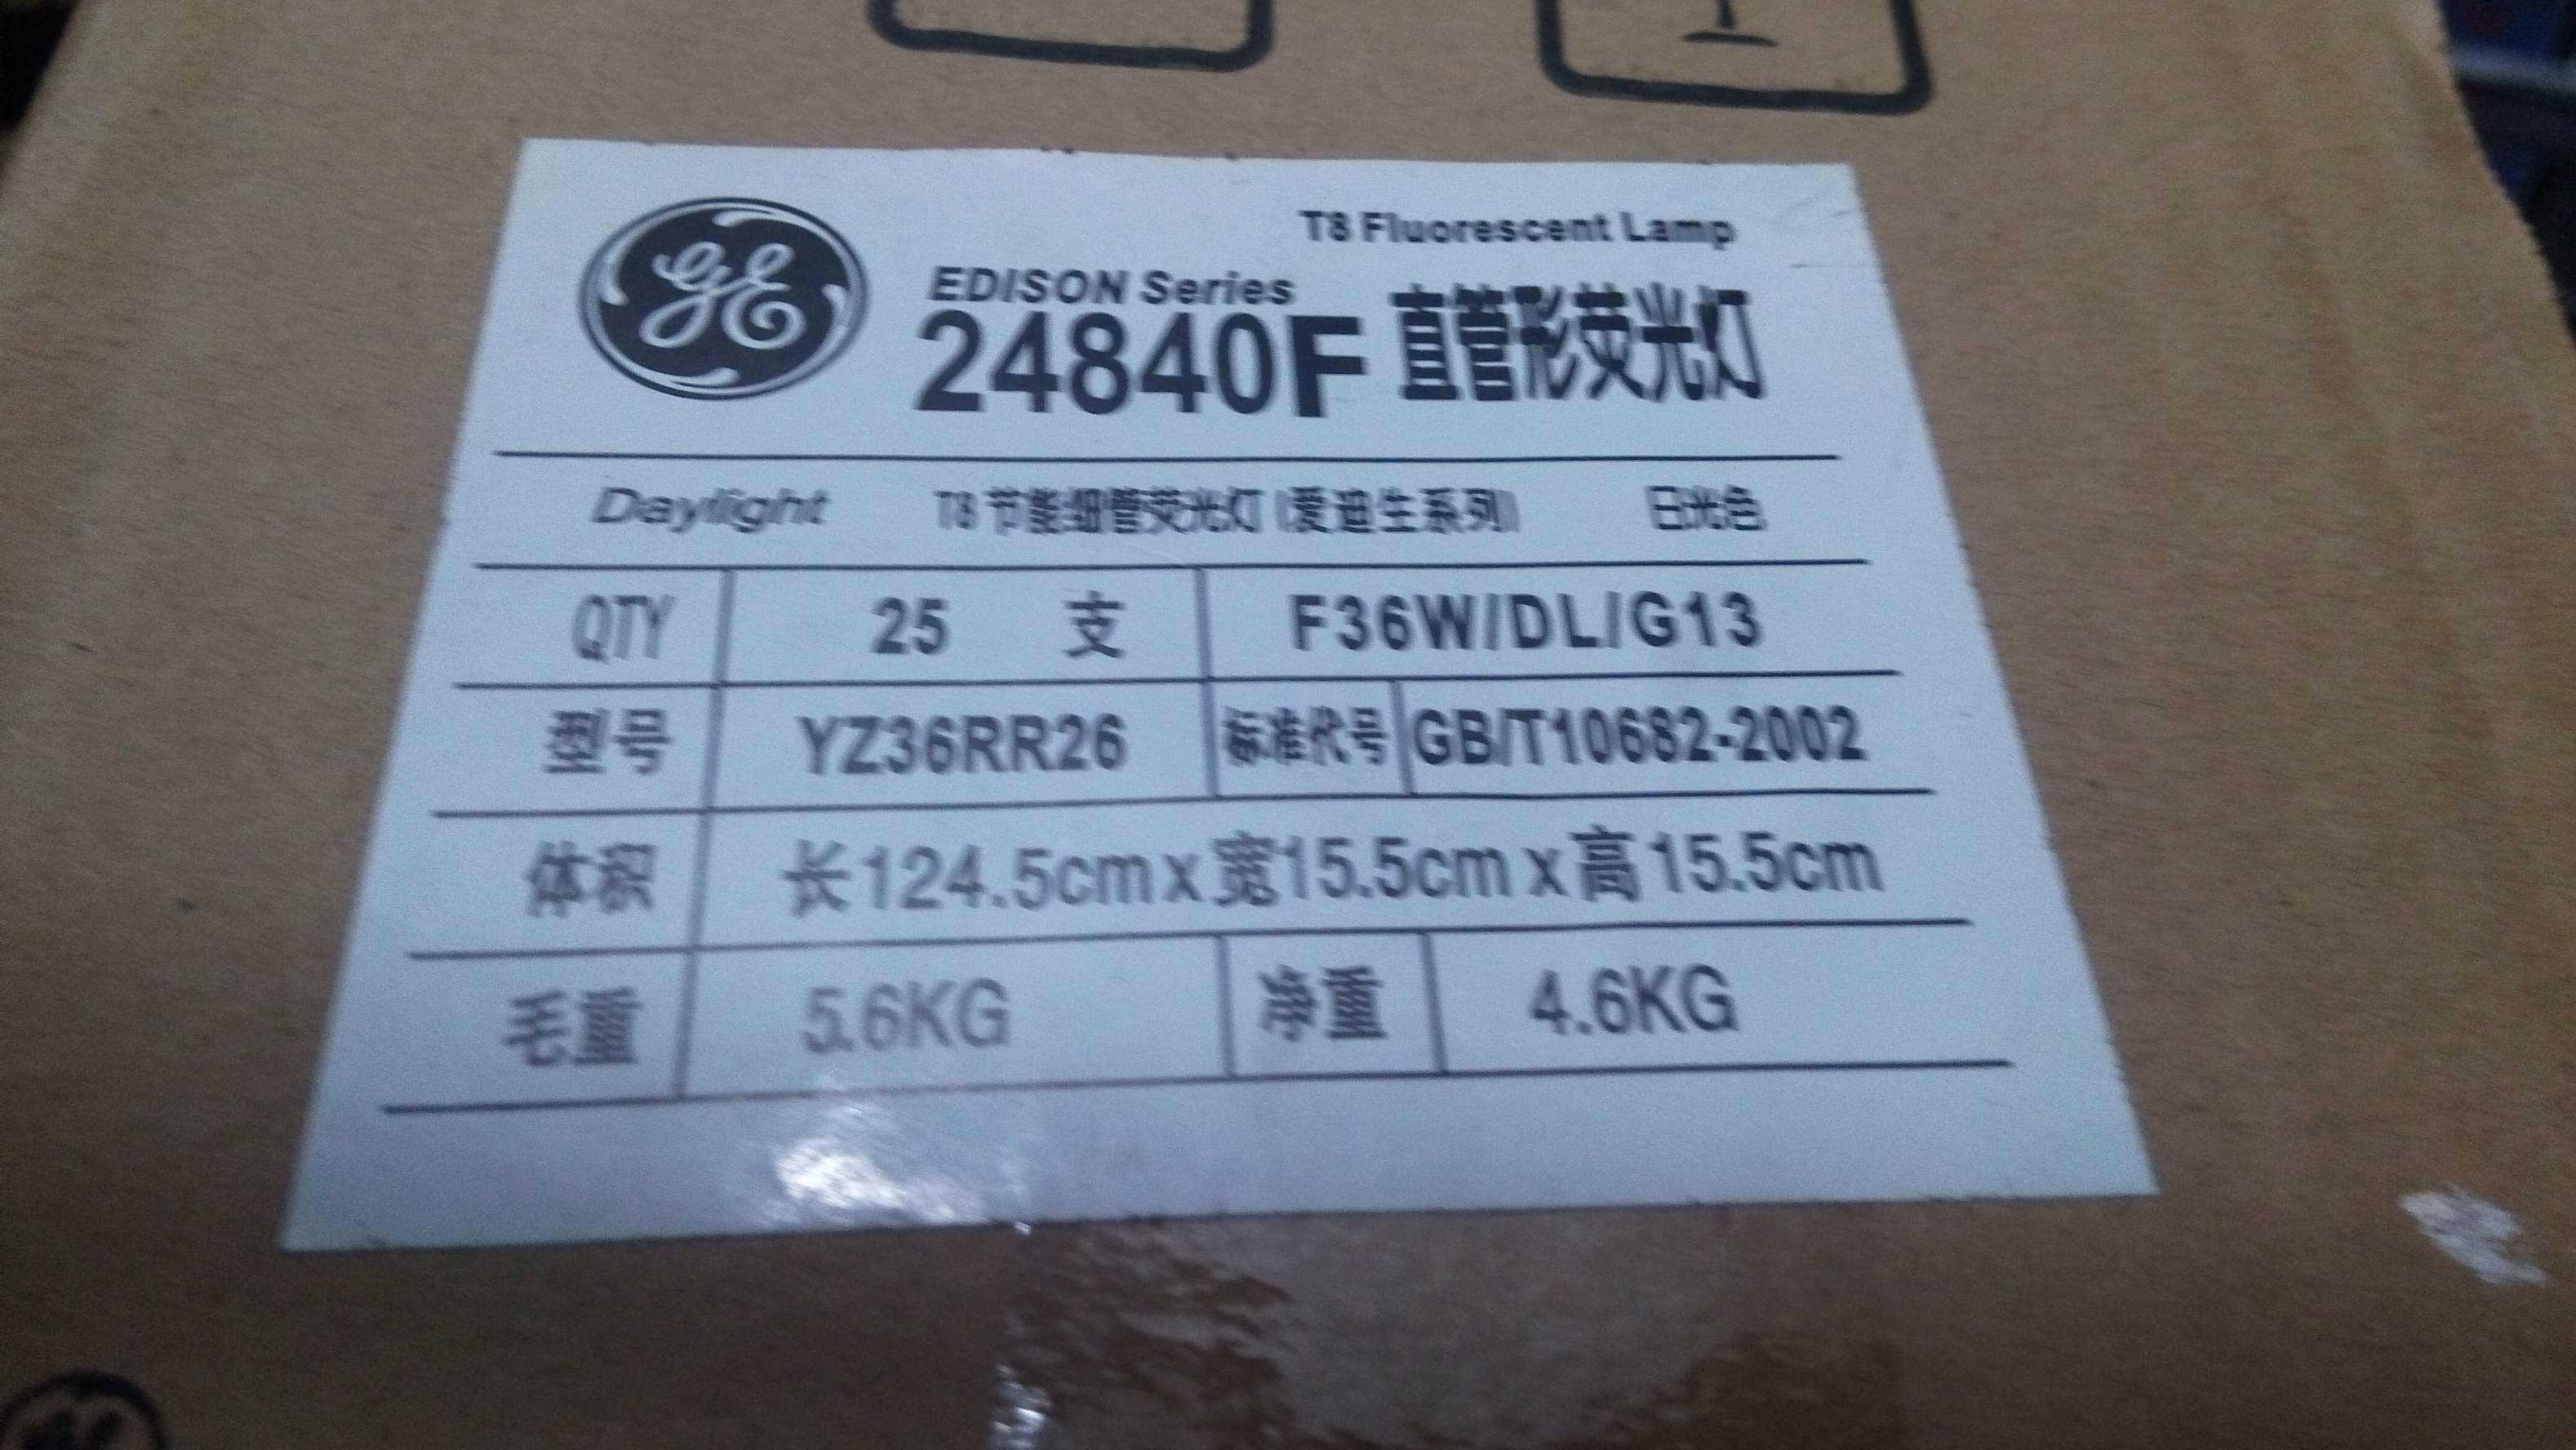 GE
T8 Fluorescent Lamp
EDISON Series
24840F 直管形荧光灯
Daylight T8 节能细管荧光灯(爱迪生系列) 日光色
QTY 25 支 F36W/DL/G13
型号 YZ36RR26 标准代号 GB/T10682-2002
体积 长124.5cm x 宽15.5cm x 高15.5cm
毛重 5.6KG 净重 4.6KG